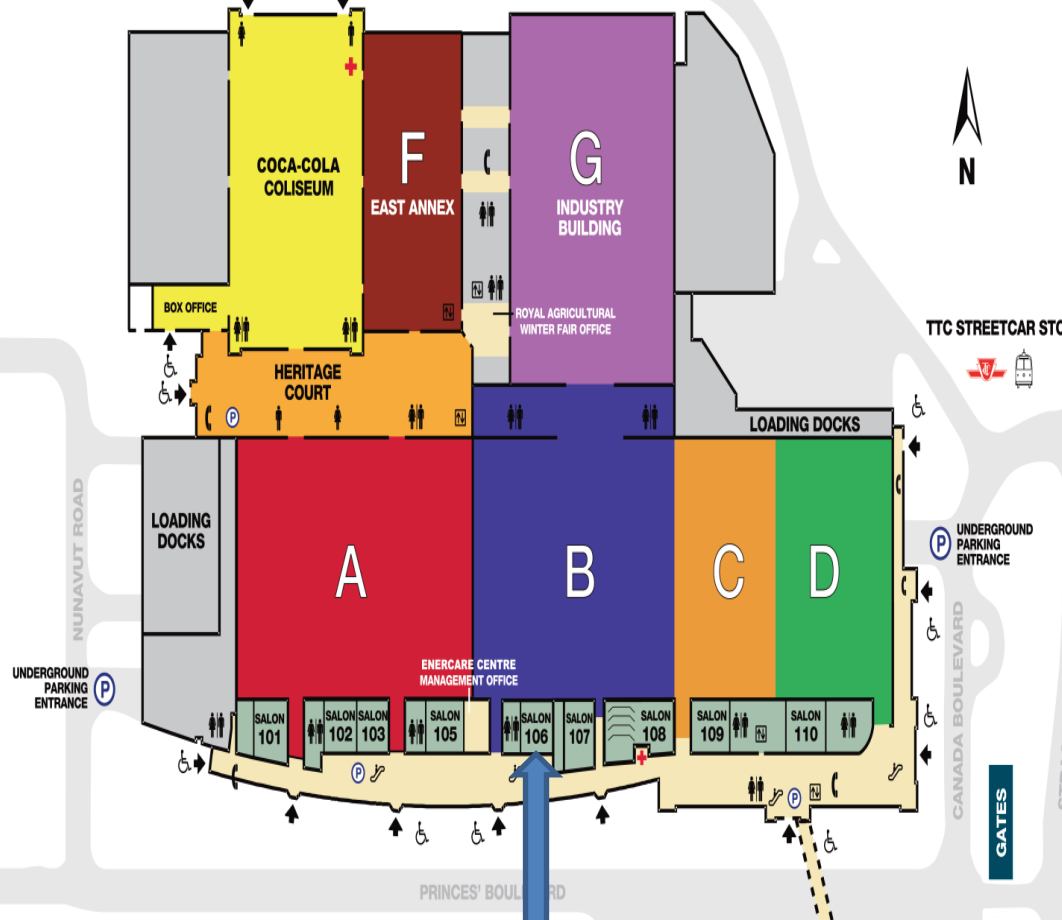 COCA-COLA
COLISEUM
F
EAST ANNEX
G
INDUSTRY
BUILDING
N
BOX OFFICE
ROYAL AGRICULTURAL
WINTER FAIR OFFICE
TTC STREETCAR STO
HERITAGE
COURT
P
LOADING DOCKS
LOADING
DOCKS
NUNAVUT ROAD
A
B
C
D
P
UNDERGROUND
PARKING
ENTRANCE
UNDERGROUND
PARKING
ENTRANCE
P
ENERCARE CENTRE
MANAGEMENT OFFICE
SALON
101
SALON
102
SALON
103
SALON
105
SALON
106
SALON
107
SALON
108
SALON
109
SALON
110
P
P
CANADA BOULEVARD
GATES
PRINCES' BOUL RD